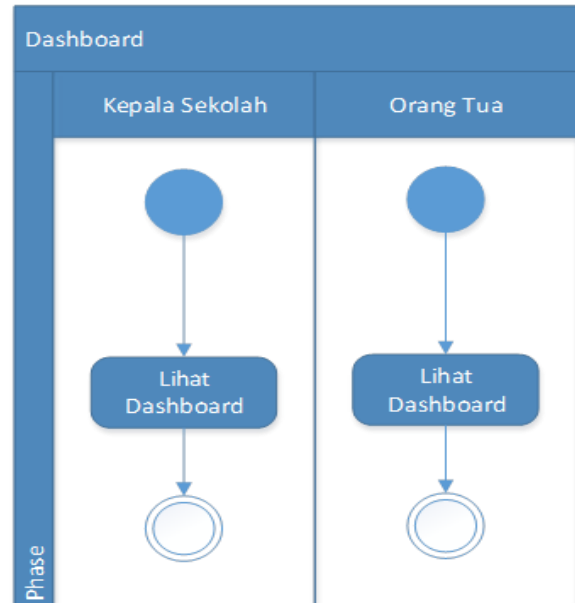 Dashboard
Kepala Sekolah
Orang Tua
Lihat
Dashboard
Lihat
Dashboard
Phase